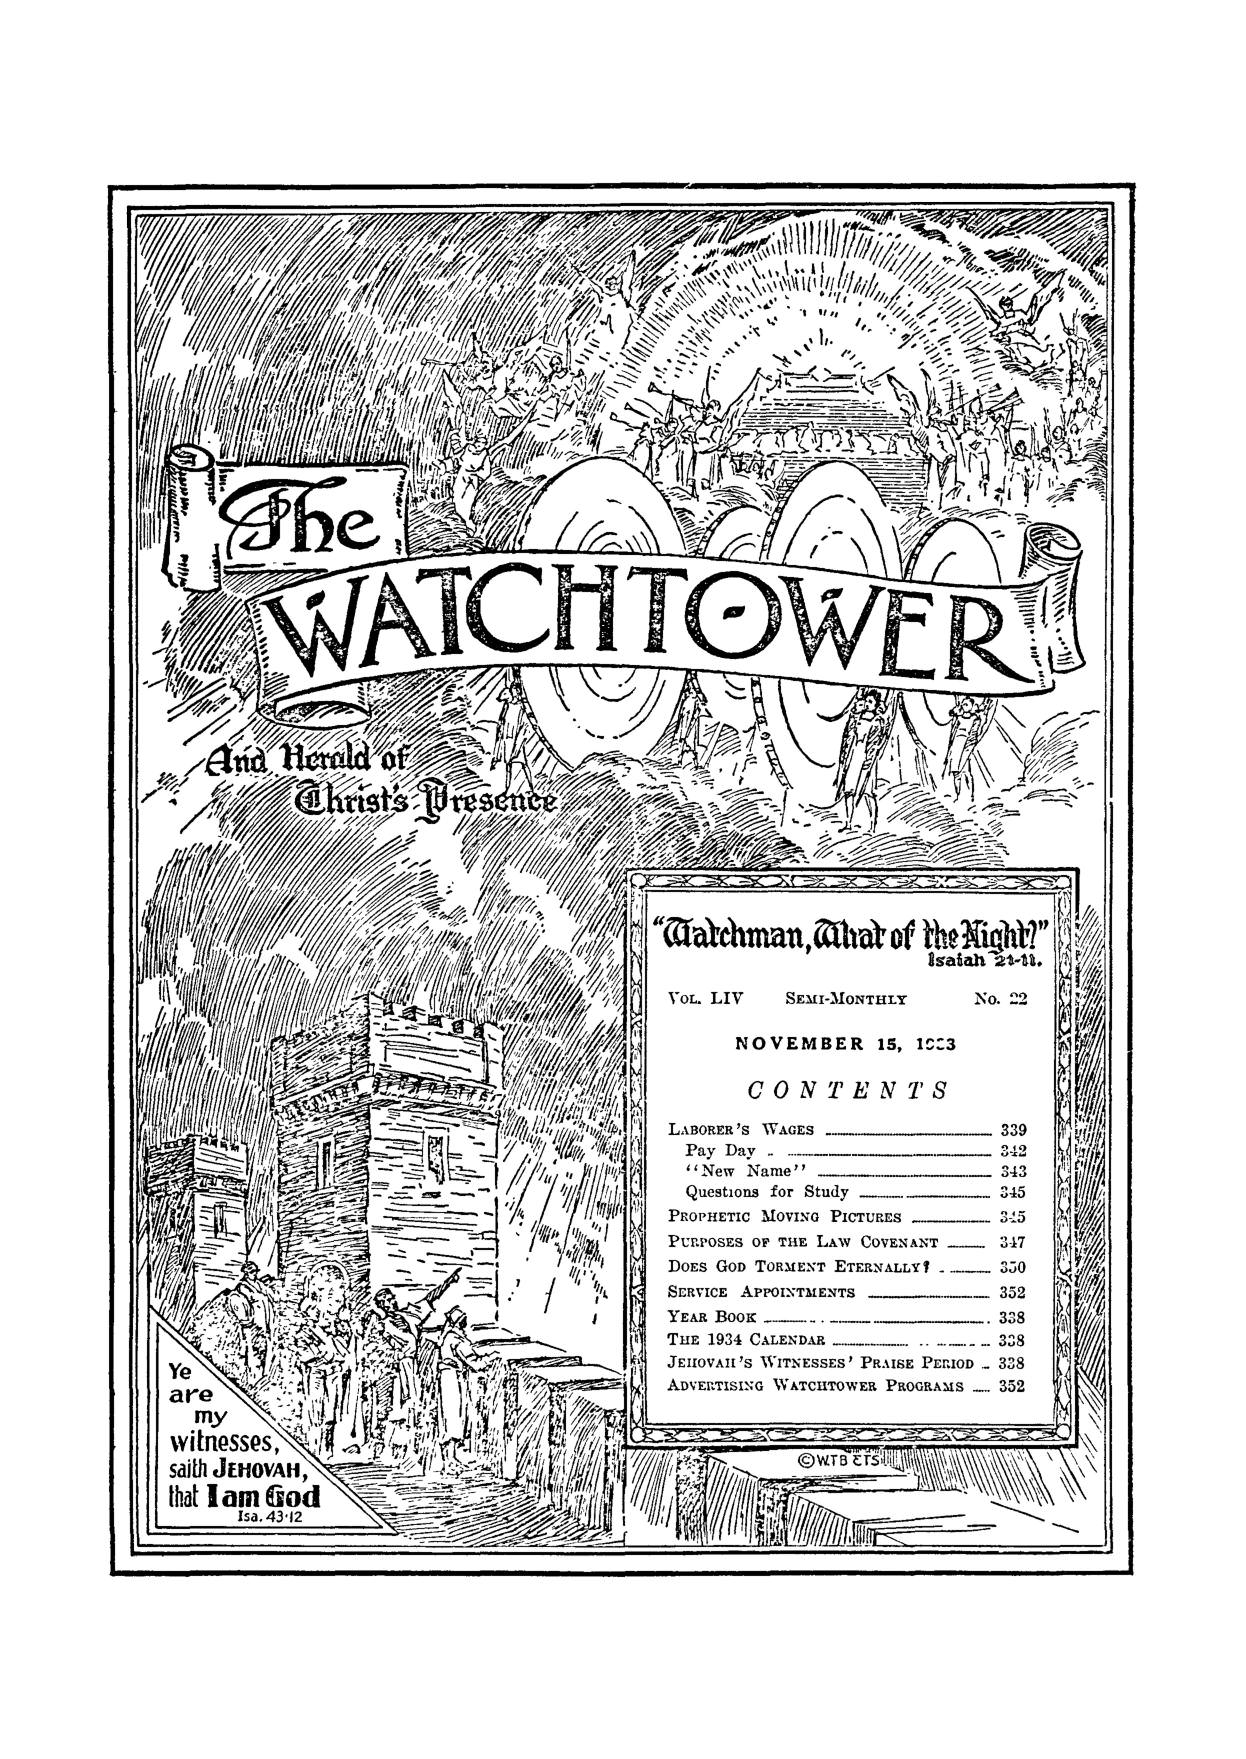 The
WATCHTOWER
And Herald of
Christ's Presence
"Watchman, What of the Night?"
Isaiah 21-11.
VOL. LIV SEMI-MONTHLY No. 22
NOVEMBER 15, 1933
CONTENTS
LABORER'S WAGES 339
Pay Day 342
"New Name" 343
Questions for Study 345
PROPHETIC MOVING PICTURES 345
PURPOSES OF THE LAW COVENANT 347
DOES GOD TORMENT ETERNALLY? 350
SERVICE APPOINTMENTS 352
YEAR BOOK 338
THE 1934 CALENDAR 338
JEHOVAH'S WITNESSES' PRAISE PERIOD 338
ADVERTISING WATCHTOWER PROGRAMS 352
©W.T.B.&T.S.
Ye
are
my
witnesses,
saith JEHOVAH,
that I am God
Isa. 43·12